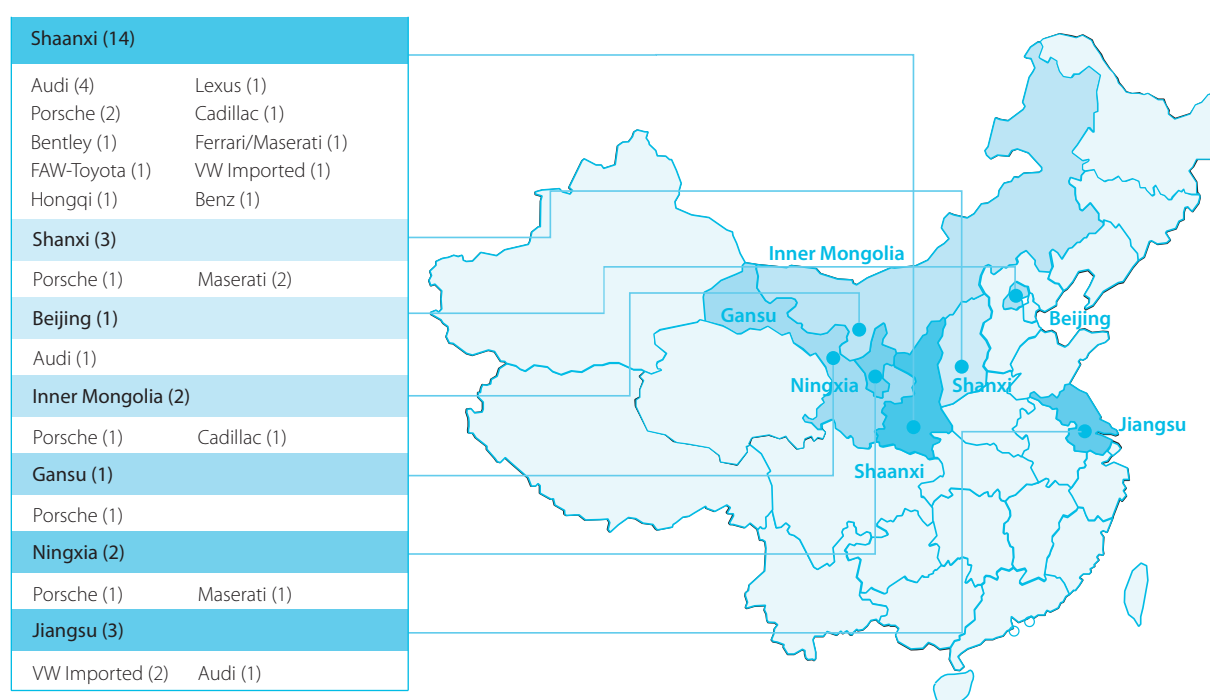 Shaanxi (14)
Audi (4) Lexus (1)
Porsche (2) Cadillac (1)
Bentley (1) Ferrari/Maserati (1)
FAW-Toyota (1) VW Imported (1)
Hongqi (1) Benz (1)
Shanxi (3)
Porsche (1) Maserati (2)
Beijing (1)
Audi (1)
Inner Mongolia (2)
Porsche (1) Cadillac (1)
Gansu (1)
Porsche (1)
Ningxia (2)
Porsche (1) Maserati (1)
Jiangsu (3)
VW Imported (2) Audi (1)
Inner Mongolia
Gansu
Beijing
Ningxia
Shanxi
Jiangsu
Shaanxi